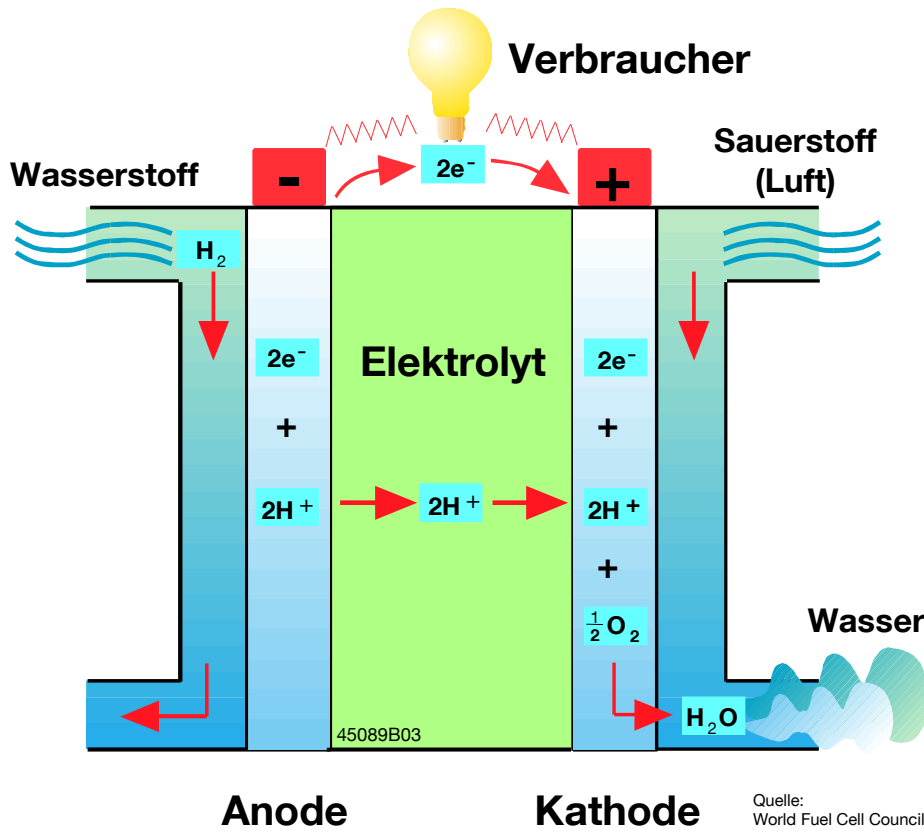 Verbraucher
Wasserstoff
Sauerstoff
(Luft)
-
2e⁻
+
H₂
2e⁻
+
2H⁺
Elektrolyt
2H⁺
2e⁻
+
2H⁺
+
½O₂
Wasser
H₂O
45089B03
Anode
Kathode
Quelle:
World Fuel Cell Council